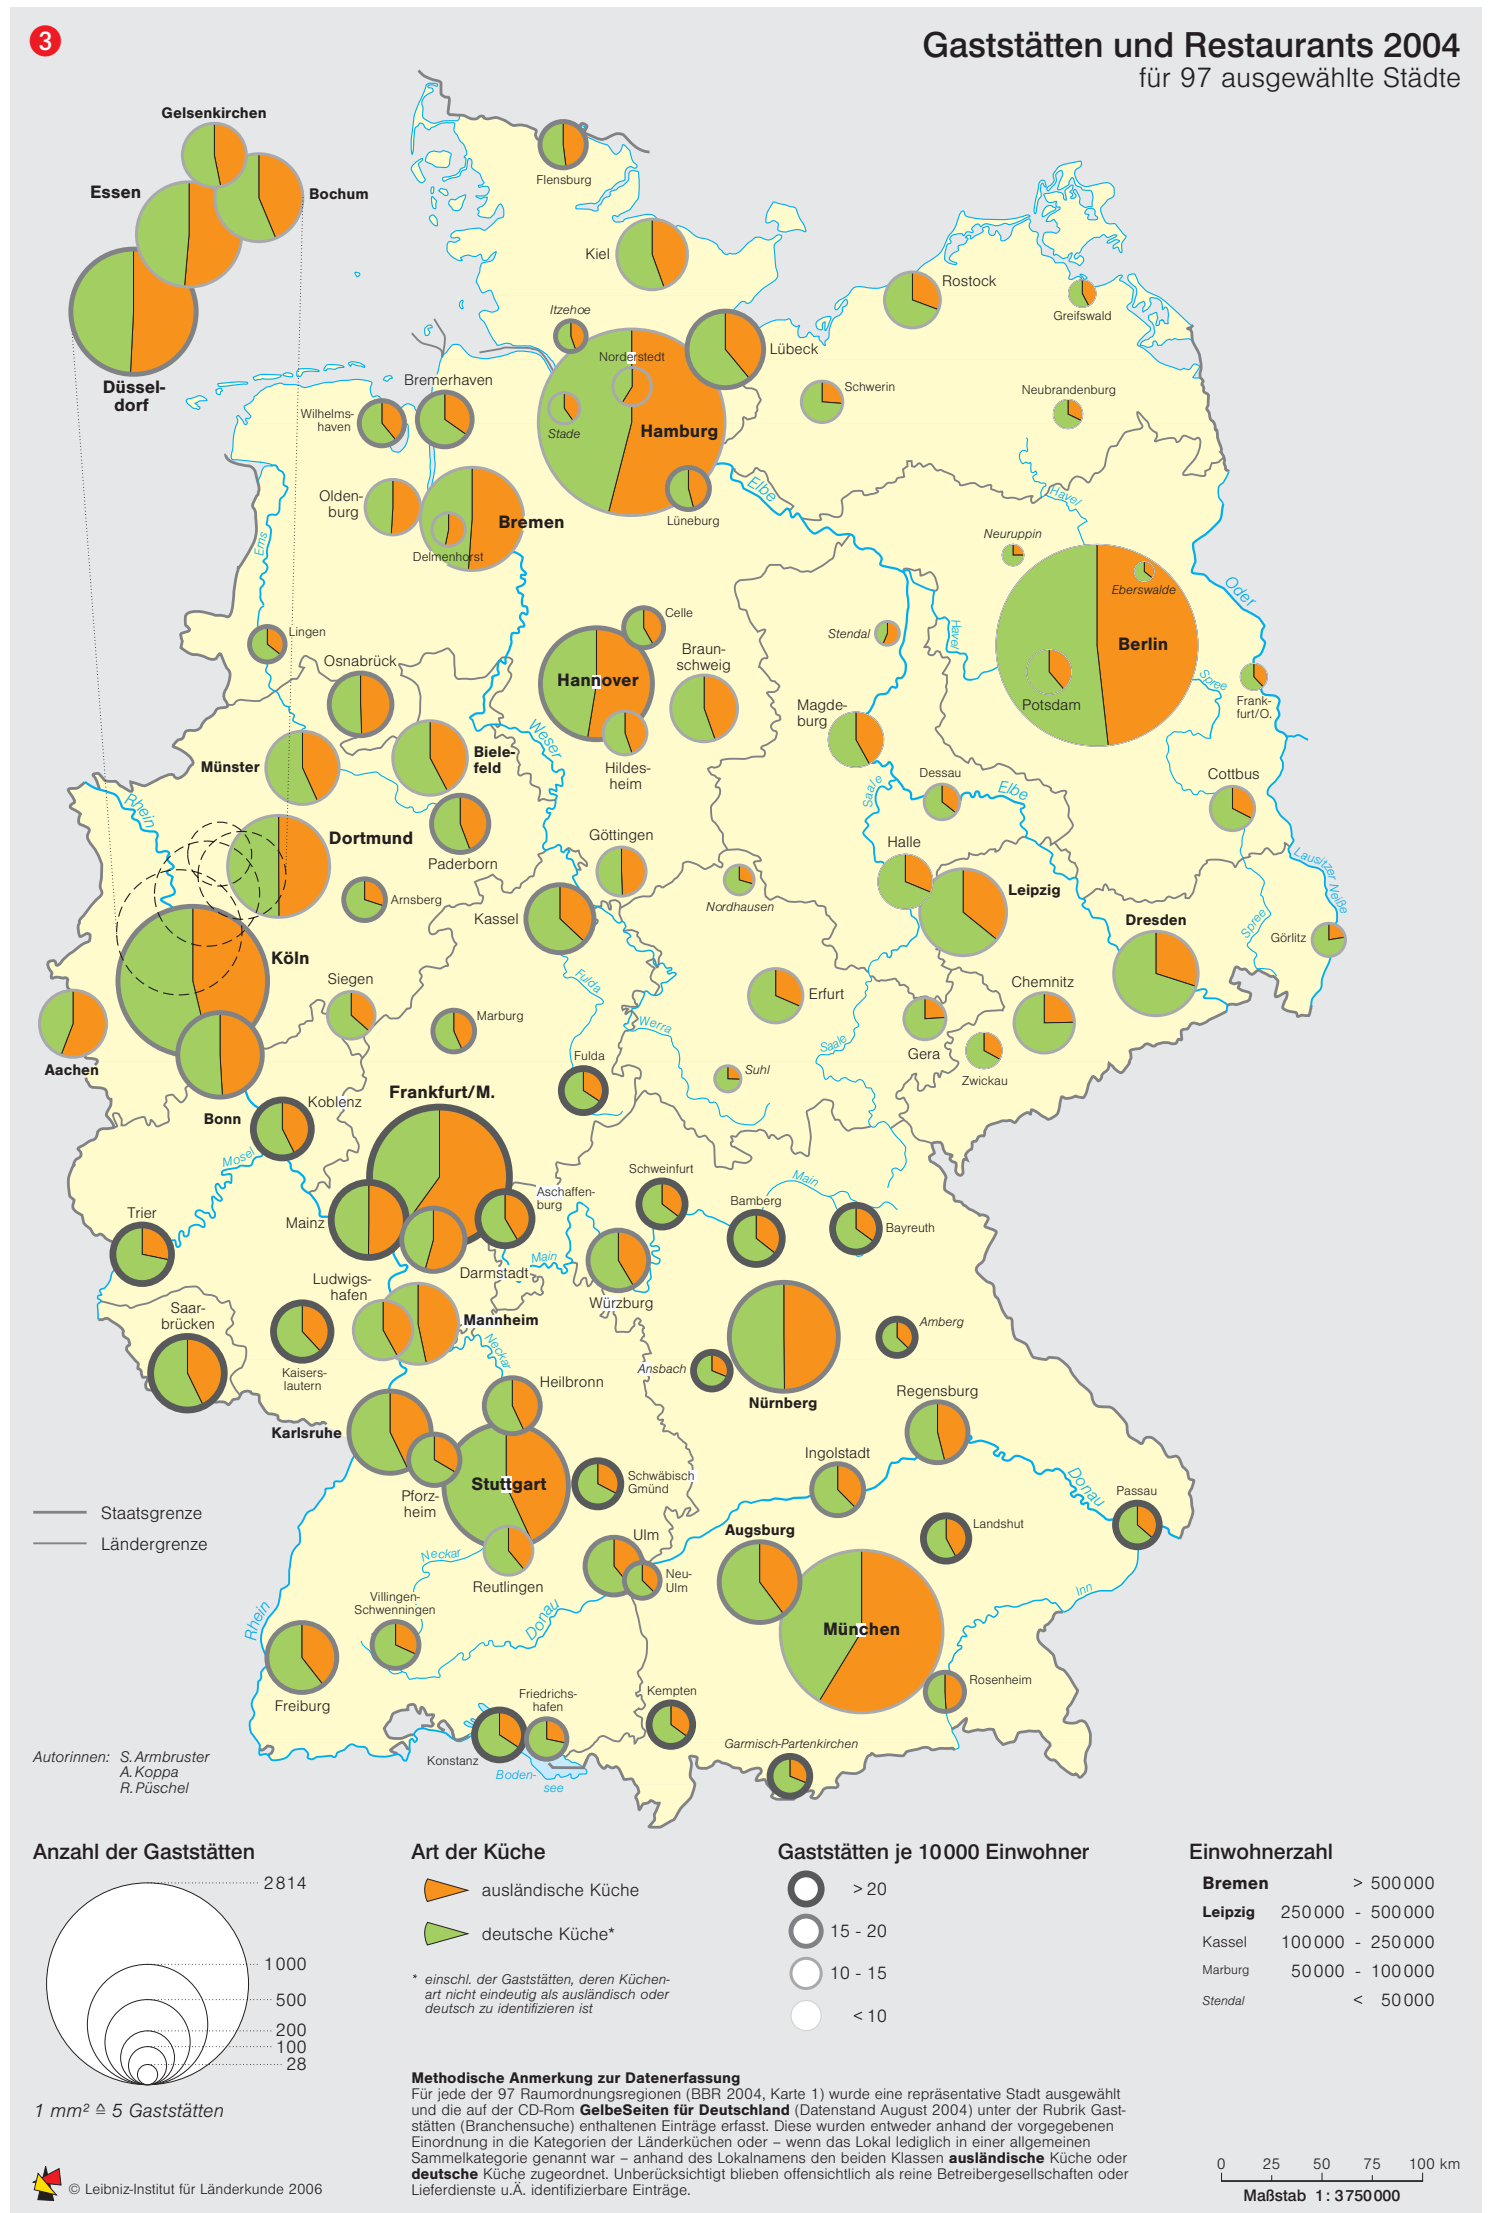 3
Gaststätten und Restaurants 2004
für 97 ausgewählte Städte
Gelsenkirchen
Essen
Bochum
Düssel-
dorf
Flensburg
Kiel
Rostock
Greifswald
Itzehoe
Norderstedt
Lübeck
Schwerin
Neubrandenburg
Bremerhaven
Wilhelms-
haven
Stade
Hamburg
Lüneburg
Elbe
Havel
Olden-
burg
Bremen
Delmenhorst
Ems
Neuruppin
Eberswalde
Oder
Berlin
Potsdam
Havel
Spree
Frank-
furt/O.
Stendal
Lingen
Osnabrück
Celle
Hannover
Braun-
schweig
Hildes-
heim
Magde-
burg
Weser
Münster
Biele-
feld
Rhein
Dortmund
Paderborn
Göttingen
Saale
Dessau
Elbe
Cottbus
Halle
Leipzig
Lausitzer Neiße
Spree
Arnsberg
Kassel
Nordhausen
Dresden
Görlitz
Köln
Siegen
Fulda
Erfurt
Chemnitz
Aachen
Marburg
Werra
Saale
Gera
Zwickau
Fulda
Suhl
Bonn
Koblenz
Frankfurt/M.
Mosel
Schweinfurt
Main
Aschaffen-
burg
Bamberg
Bayreuth
Trier
Mainz
Main
Darmstadt
Würzburg
Ludwigs-
hafen
Saar-
brücken
Mannheim
Neckar
Kaisers-
lautern
Amberg
Ansbach
Nürnberg
Heilbronn
Regensburg
Karlsruhe
Ingolstadt
Stuttgart
Schwäbisch
Gmünd
Donau
Pforz-
heim
Passau
Staatsgrenze
Ländergrenze
Landshut
Augsburg
Ulm
Neckar
Reutlingen
Neu-
Ulm
Inn
Villingen-
Schwenningen
Donau
Rhein
München
Freiburg
Rosenheim
Friedrichs-
hafen
Kempten
Garmisch-Partenkirchen
Konstanz
Boden-
see
Autorinnen: S. Armbruster
A. Koppa
R. Püschel
Anzahl der Gaststätten
2814
1000
500
200
100
28
1 mm² ≙ 5 Gaststätten
© Leibniz-Institut für Länderkunde 2006
Art der Küche
ausländische Küche
deutsche Küche*
* einschl. der Gaststätten, deren Küchen-
art nicht eindeutig als ausländisch oder
deutsch zu identifizieren ist
Gaststätten je 10000 Einwohner
> 20
15 - 20
10 - 15
< 10
Einwohnerzahl
Bremen > 500000
Leipzig 250000 - 500000
Kassel 100000 - 250000
Marburg 50000 - 100000
Stendal < 50000
Methodische Anmerkung zur Datenerfassung
Für jede der 97 Raumordnungsregionen (BBR 2004, Karte 1) wurde eine repräsentative Stadt ausgewählt
und die auf der CD-Rom GelbeSeiten für Deutschland (Datenstand August 2004) unter der Rubrik Gast-
stätten (Branchensuche) enthaltenen Einträge erfasst. Diese wurden entweder anhand der vorgegebenen
Einordnung in die Kategorien der Länderküchen oder – wenn das Lokal lediglich in einer allgemeinen
Sammelkategorie genannt war – anhand des Lokalnamens den beiden Klassen ausländische Küche oder
deutsche Küche zugeordnet. Unberücksichtigt blieben offensichtlich als reine Betreibergesellschaften oder
Lieferdienste u.Ä. identifizierbare Einträge.
0 25 50 75 100 km
Maßstab 1 : 3750000